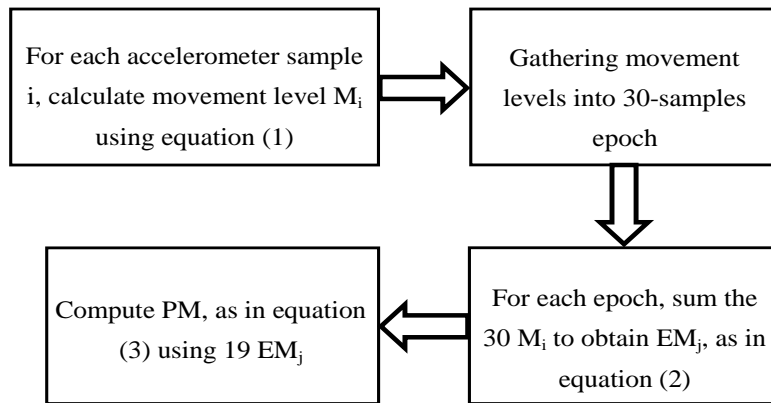 For each accelerometer sample
i, calculate movement level Mi
using equation (1)
Gathering movement
levels into 30-samples
epoch
For each epoch, sum the
30 Mi to obtain EMj, as in
equation (2)
Compute PM, as in equation
(3) using 19 EMj